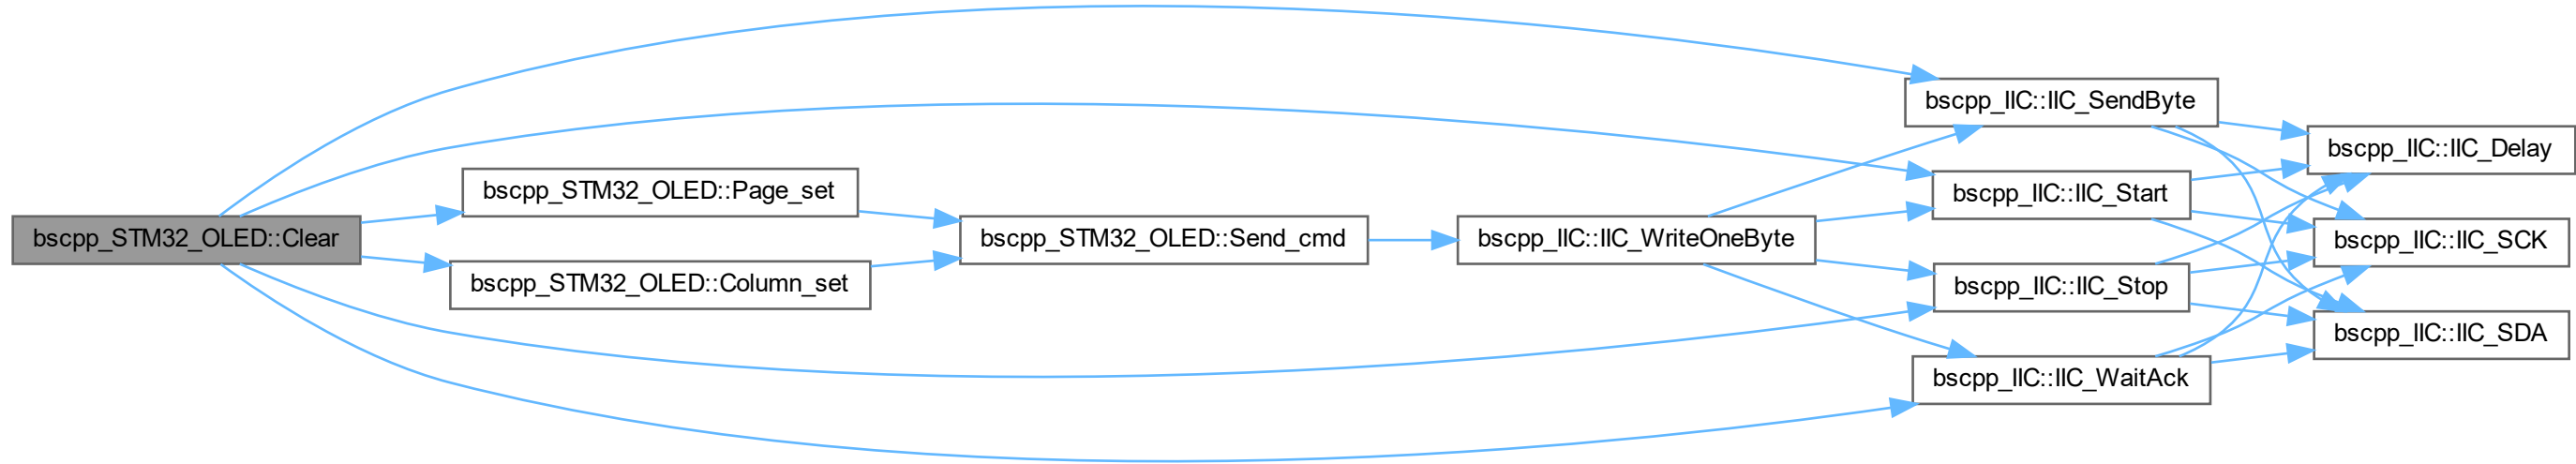 bscpp_STM32_OLED::Clear
bscpp_STM32_OLED::Page_set
bscpp_STM32_OLED::Column_set
bscpp_STM32_OLED::Send_cmd
bscpp_IIC::IIC_WriteOneByte
bscpp_IIC::IIC_SendByte
bscpp_IIC::IIC_Start
bscpp_IIC::IIC_Stop
bscpp_IIC::IIC_WaitAck
bscpp_IIC::IIC_Delay
bscpp_IIC::IIC_SCK
bscpp_IIC::IIC_SDA